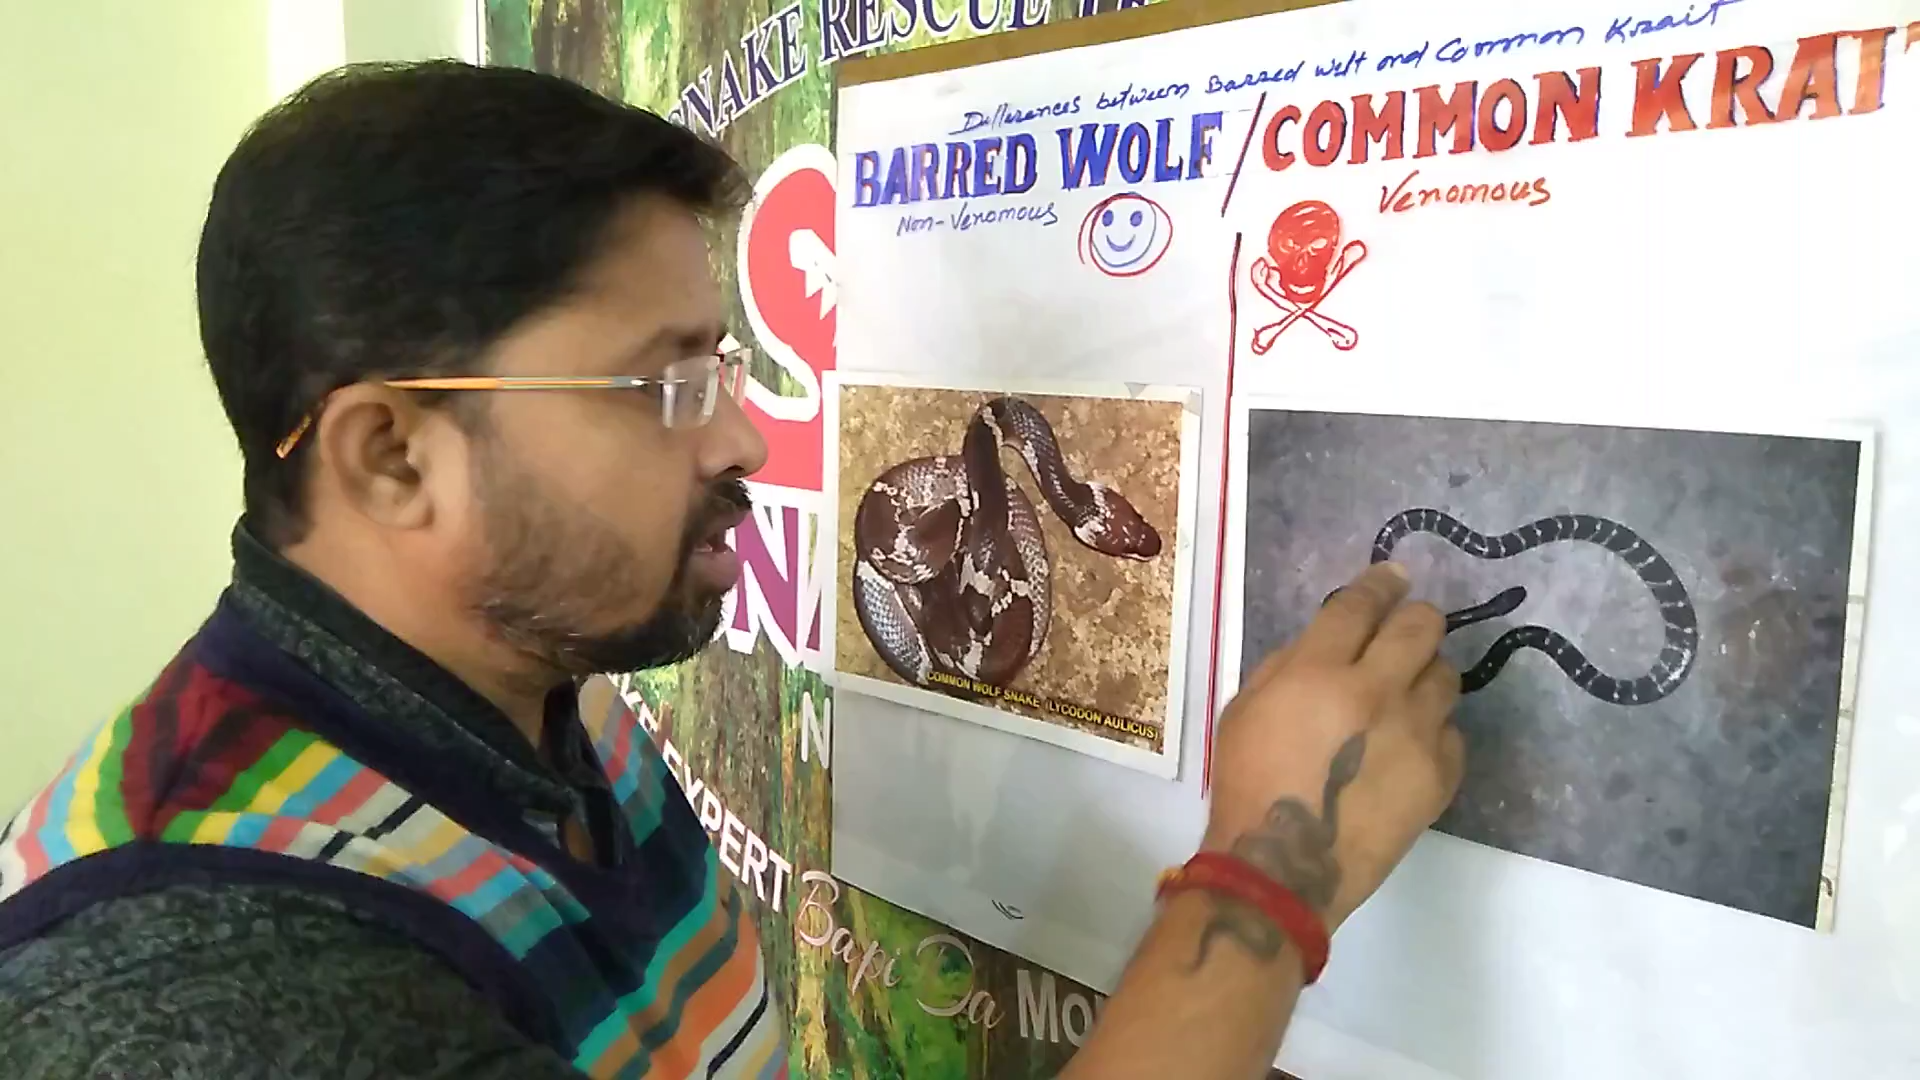 SNAKE RESCUE
Differences between Barred Wolf and Common Krait
BARRED WOLF / COMMON KRAIT
Non-Venomous
Venomous
COMMON WOLF SNAKE (LYCODON AULICUS)
N
EXPERT
Bapi Da
Mo